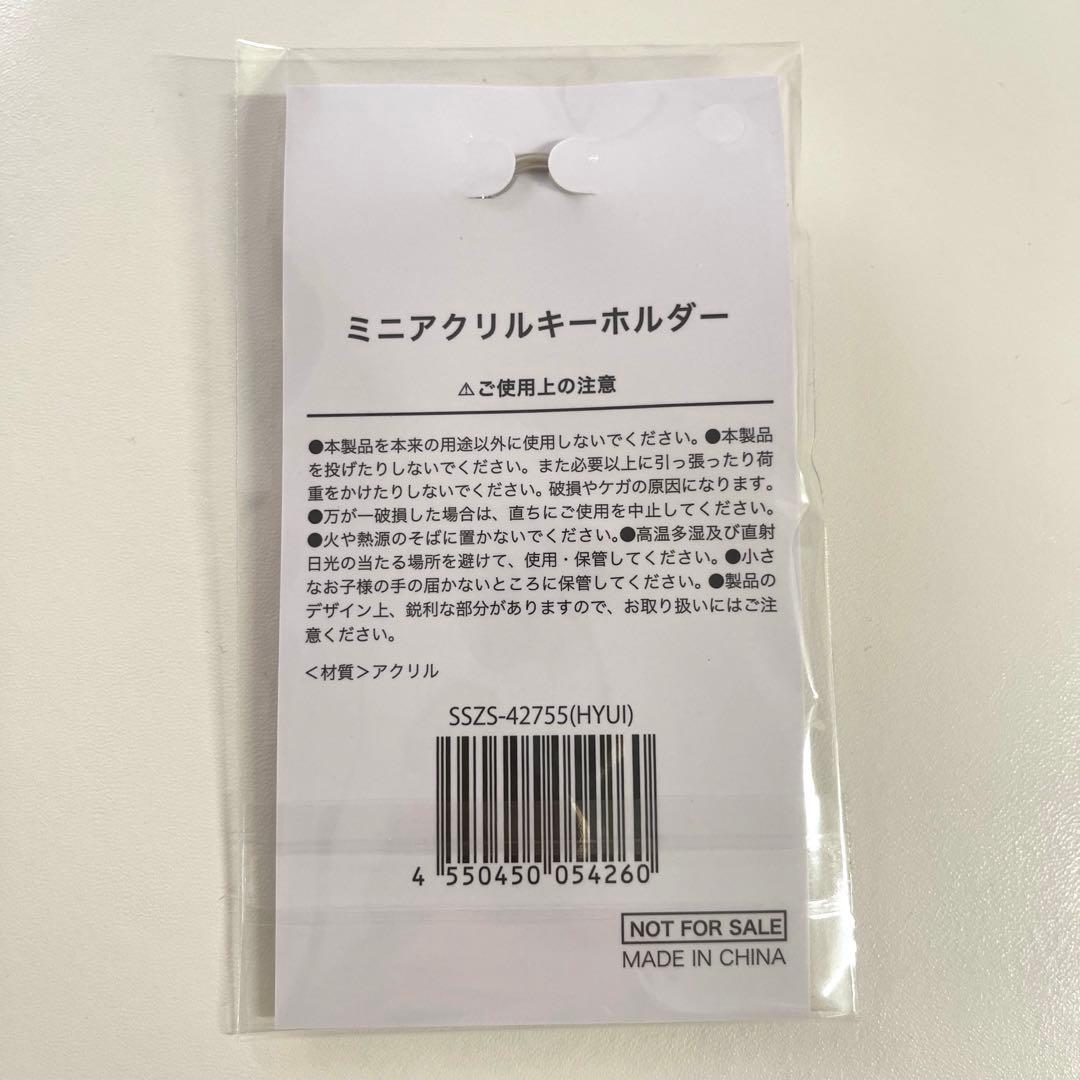 ミニアクリルキーホルダー
⚠ご使用上の注意
●本製品を本来の用途以外に使用しないでください。●本製品
を投げたりしないでください。また必要以上に引っ張ったり荷
重をかけたりしないでください。破損やケガの原因になります。
●万が一破損した場合は、直ちにご使用を中止してください。
●火や熱源のそばに置かないでください。●高温多湿及び直射
日光の当たる場所を避けて、使用・保管してください。●小さ
なお子様の手の届かないところに保管してください。●製品の
デザイン上、鋭利な部分がありますので、お取り扱いにはご注
意ください。
＜材質＞アクリル
SSZS-42755(HYUI)
4 550450 054260
NOT FOR SALE
MADE IN CHINA